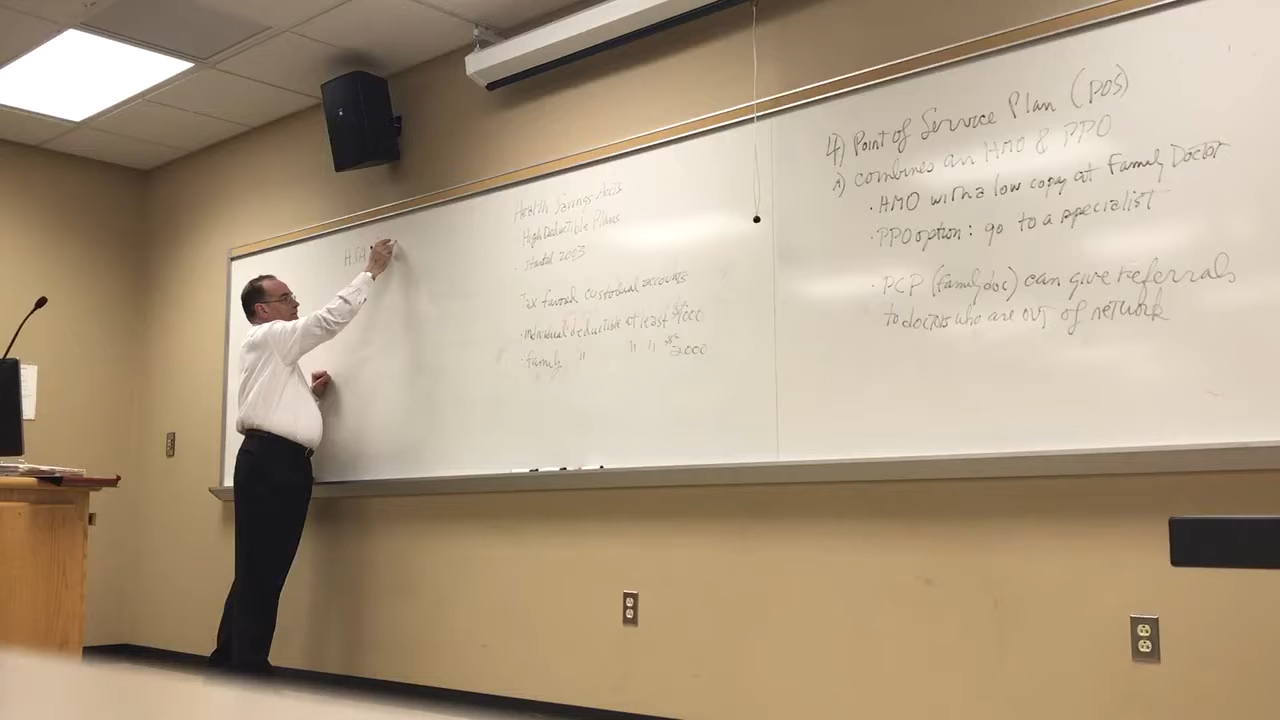 HSA
Health Savings Accts
High Deductible Plans
· started 2003
Tax favored custodial accounts
· individual deductible at least $1000
· family " " " 2000
4) Point of Service Plan (POS)
combines an HMO & PPO
· HMO with a low copay at Family Doctor
· PPO option: go to a specialist
· PCP (family doc) can give referrals
to doctors who are out of network